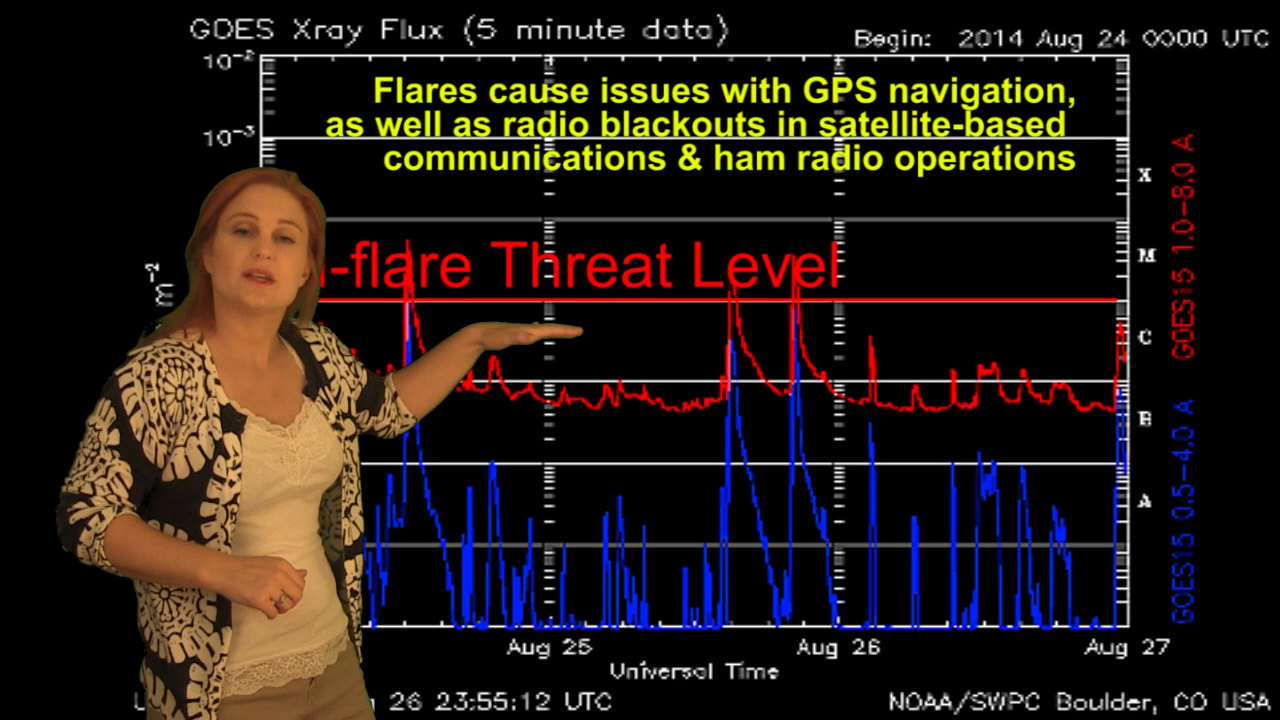 GOES Xray Flux (5 minute data)
Begin: 2014 Aug 24 0000 UTC
Flares cause issues with GPS navigation,
as well as radio blackouts in satellite-based
communications & ham radio operations
10⁻²
10⁻³
-flare Threat Level
m⁻²
X
M
C
B
A
GOES15 1.0-8.0 A
GOES15 0.5-4.0 A
Aug 25
Aug 26
Aug 27
Universal Time
26 23:55:12 UTC
NOAA/SWPC Boulder, CO USA